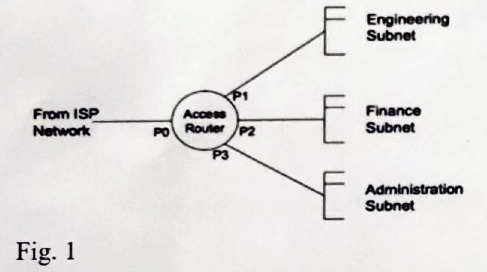 Engineering
Subnet
From ISP
Network
P0
Access
Router
P1
P2
P3
Finance
Subnet
Administration
Subnet
Fig. 1